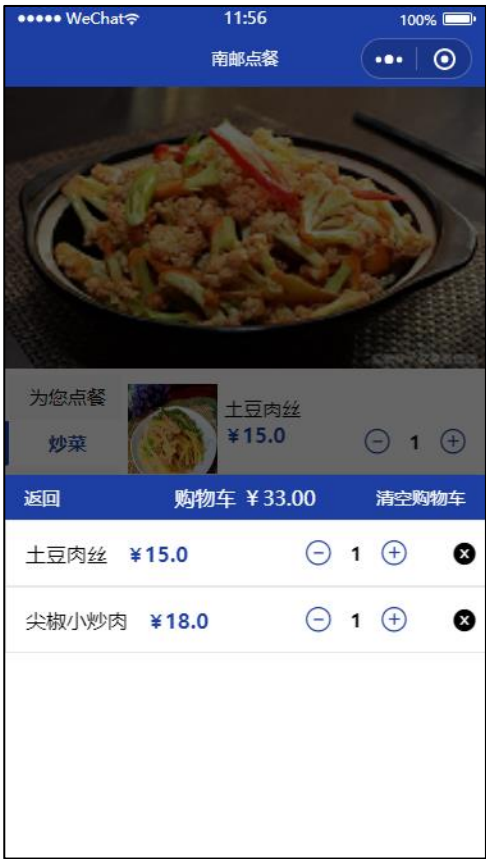 WeChat 11:56 100%
南邮点餐
为您点餐
炒菜
土豆肉丝
￥15.0
1
返回 购物车 ￥33.00 清空购物车
土豆肉丝 ￥15.0 1
尖椒小炒肉 ￥18.0 1